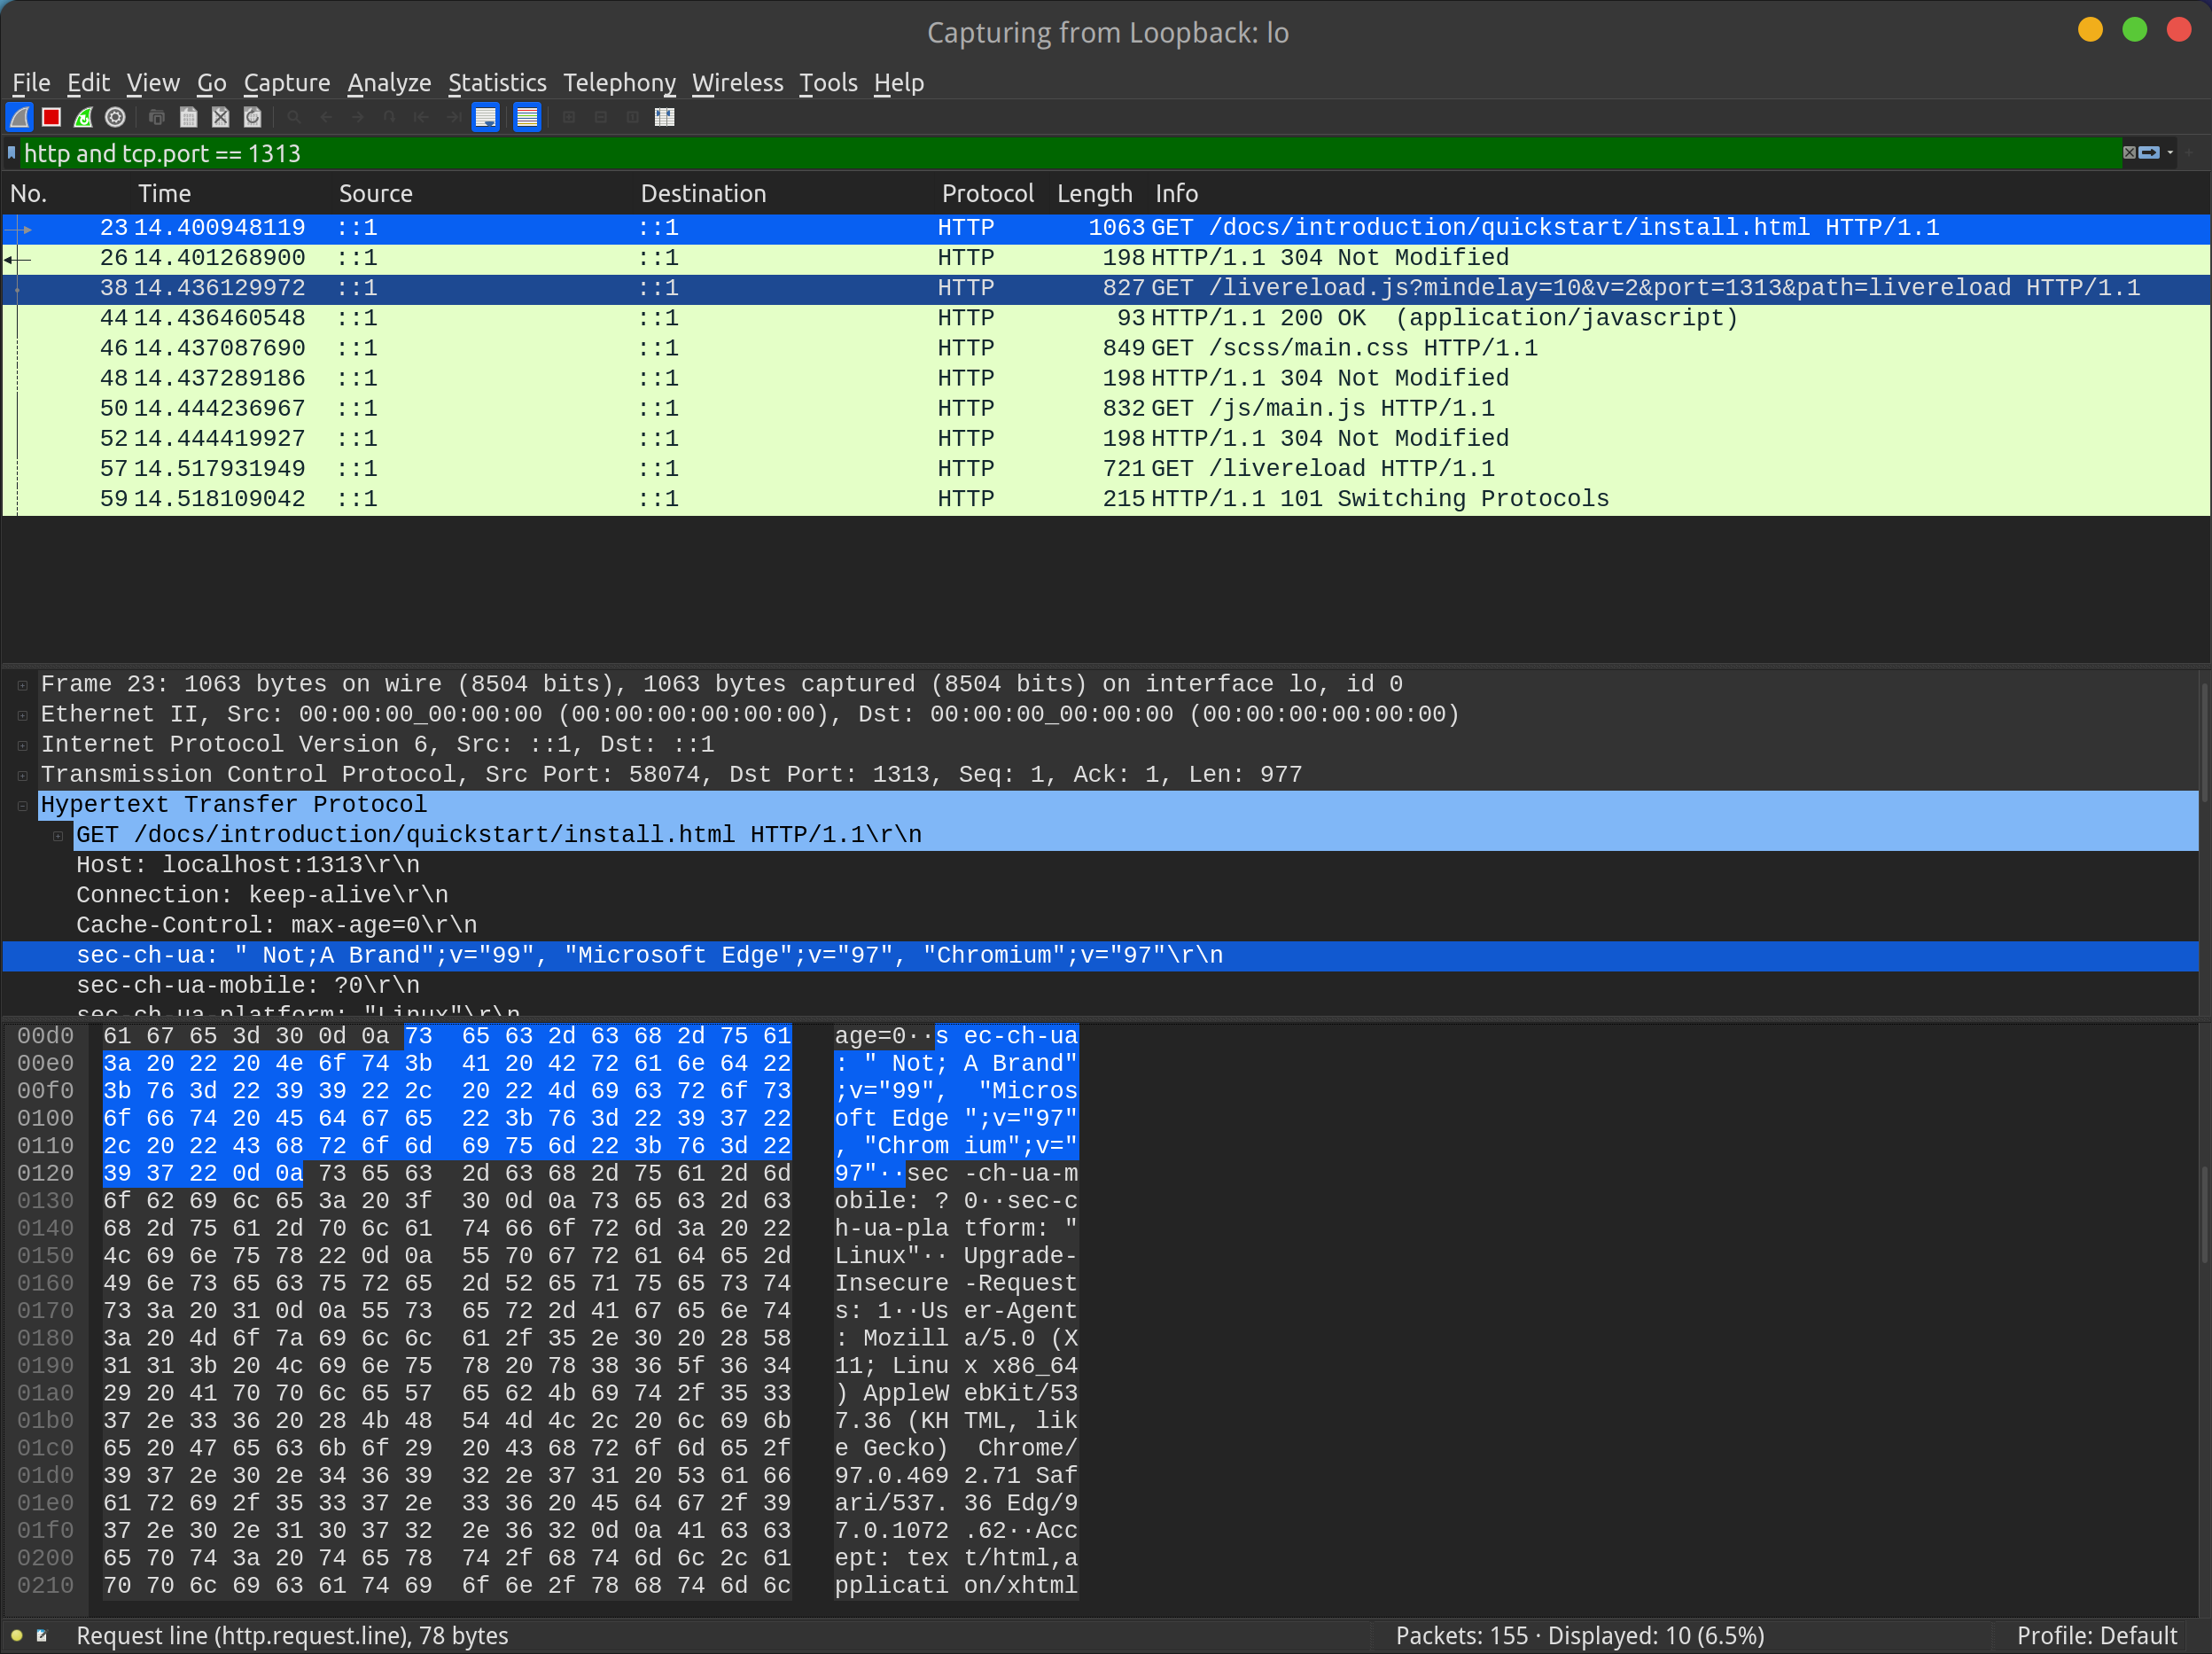 Capturing from Loopback: lo
File Edit View Go Capture Analyze Statistics Telephony Wireless Tools Help
http and tcp.port == 1313
No. Time Source Destination Protocol Length Info
23 14.400948119 ::1 ::1 HTTP 1063 GET /docs/introduction/quickstart/install.html HTTP/1.1
26 14.401268900 ::1 ::1 HTTP 198 HTTP/1.1 304 Not Modified
38 14.436129972 ::1 ::1 HTTP 827 GET /livereload.js?mindelay=10&v=2&port=1313&path=livereload HTTP/1.1
44 14.436460548 ::1 ::1 HTTP 93 HTTP/1.1 200 OK  (application/javascript)
46 14.437087690 ::1 ::1 HTTP 849 GET /scss/main.css HTTP/1.1
48 14.437289186 ::1 ::1 HTTP 198 HTTP/1.1 304 Not Modified
50 14.444236967 ::1 ::1 HTTP 832 GET /js/main.js HTTP/1.1
52 14.444419927 ::1 ::1 HTTP 198 HTTP/1.1 304 Not Modified
57 14.517931949 ::1 ::1 HTTP 721 GET /livereload HTTP/1.1
59 14.518109042 ::1 ::1 HTTP 215 HTTP/1.1 101 Switching Protocols
Frame 23: 1063 bytes on wire (8504 bits), 1063 bytes captured (8504 bits) on interface lo, id 0
Ethernet II, Src: 00:00:00_00:00:00 (00:00:00:00:00:00), Dst: 00:00:00_00:00:00 (00:00:00:00:00:00)
Internet Protocol Version 6, Src: ::1, Dst: ::1
Transmission Control Protocol, Src Port: 58074, Dst Port: 1313, Seq: 1, Ack: 1, Len: 977
Hypertext Transfer Protocol
GET /docs/introduction/quickstart/install.html HTTP/1.1\r\n
Host: localhost:1313\r\n
Connection: keep-alive\r\n
Cache-Control: max-age=0\r\n
sec-ch-ua: " Not;A Brand";v="99", "Microsoft Edge";v="97", "Chromium";v="97"\r\n
sec-ch-ua-mobile: ?0\r\n
sec-ch-ua-platform: "Linux"\r\n
00d0 61 67 65 3d 30 0d 0a 73 65 63 2d 63 68 2d 75 61 age=0··s ec-ch-ua
00e0 3a 20 22 20 4e 6f 74 3b 41 20 42 72 61 6e 64 22 : " Not; A Brand"
00f0 3b 76 3d 22 39 39 22 2c 20 22 4d 69 63 72 6f 73 ;v="99",  "Micros
0100 6f 66 74 20 45 64 67 65 22 3b 76 3d 22 39 37 22 oft Edge ";v="97"
0110 2c 20 22 43 68 72 6f 6d 69 75 6d 22 3b 76 3d 22 , "Chrom ium";v="
0120 39 37 22 0d 0a 73 65 63 2d 63 68 2d 75 61 2d 6d 97"··sec -ch-ua-m
0130 6f 62 69 6c 65 3a 20 3f 30 0d 0a 73 65 63 2d 63 obile: ? 0··sec-c
0140 68 2d 75 61 2d 70 6c 61 74 66 6f 72 6d 3a 20 22 h-ua-pla tform: "
0150 4c 69 6e 75 78 22 0d 0a 55 70 67 72 61 64 65 2d Linux"·· Upgrade-
0160 49 6e 73 65 63 75 72 65 2d 52 65 71 75 65 73 74 Insecure -Request
0170 73 3a 20 31 0d 0a 55 73 65 72 2d 41 67 65 6e 74 s: 1··Us er-Agent
0180 3a 20 4d 6f 7a 69 6c 6c 61 2f 35 2e 30 20 28 58 : Mozill a/5.0 (X
0190 31 31 3b 20 4c 69 6e 75 78 20 78 38 36 5f 36 34 11; Linu x x86_64
01a0 29 20 41 70 70 6c 65 57 65 62 4b 69 74 2f 35 33 ) AppleW ebKit/53
01b0 37 2e 33 36 20 28 4b 48 54 4d 4c 2c 20 6c 69 6b 7.36 (KH TML, lik
01c0 65 20 47 65 63 6b 6f 29 20 43 68 72 6f 6d 65 2f e Gecko)  Chrome/
01d0 39 37 2e 30 2e 34 36 39 32 2e 37 31 20 53 61 66 97.0.469 2.71 Saf
01e0 61 72 69 2f 35 33 37 2e 33 36 20 45 64 67 2f 39 ari/537. 36 Edg/9
01f0 37 2e 30 2e 31 30 37 32 2e 36 32 0d 0a 41 63 63 7.0.1072 .62··Acc
0200 65 70 74 3a 20 74 65 78 74 2f 68 74 6d 6c 2c 61 ept: tex t/html,a
0210 70 70 6c 69 63 61 74 69 6f 6e 2f 78 68 74 6d 6c pplicati on/xhtml
Request line (http.request.line), 78 bytes Packets: 155 · Displayed: 10 (6.5%) Profile: Default